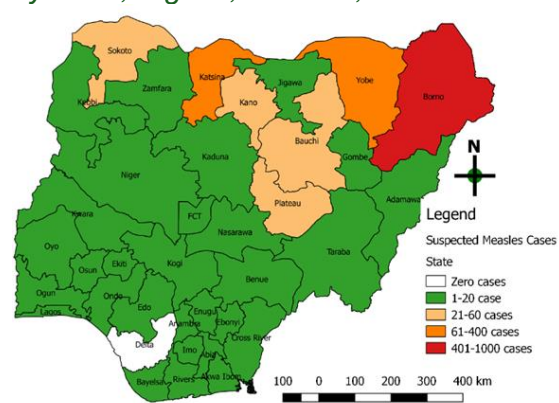 Sokoto
Katsina
Yobe
Borno
Jigawa
Zamfara
Kebbi
Kano
Bauchi
Gombe
Kaduna
Niger
Adamawa
Plateau
FCT
Nasarawa
Kwara
Taraba
Oyo
Kogi
Ekiti
Osun
Benue
Ogun
Ondo
Edo
Lagos
Enugu
Anambra
Ebonyi
Cross River
Delta
Imo
Abia
Bayelsa
Rivers
Akwa Ibom
N
Legend
Suspected Measles Cases
State
Zero cases
1-20 case
21-60 cases
61-400 cases
401-1000 cases
100 0 100 200 300 400 km